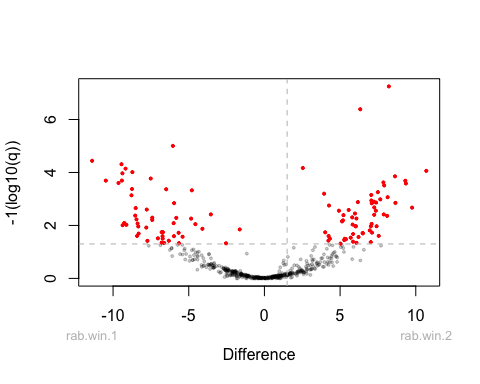 -1(log10(q))
6
4
2
0
-10 -5 0 5 10
rab.win.1 rab.win.2
Difference